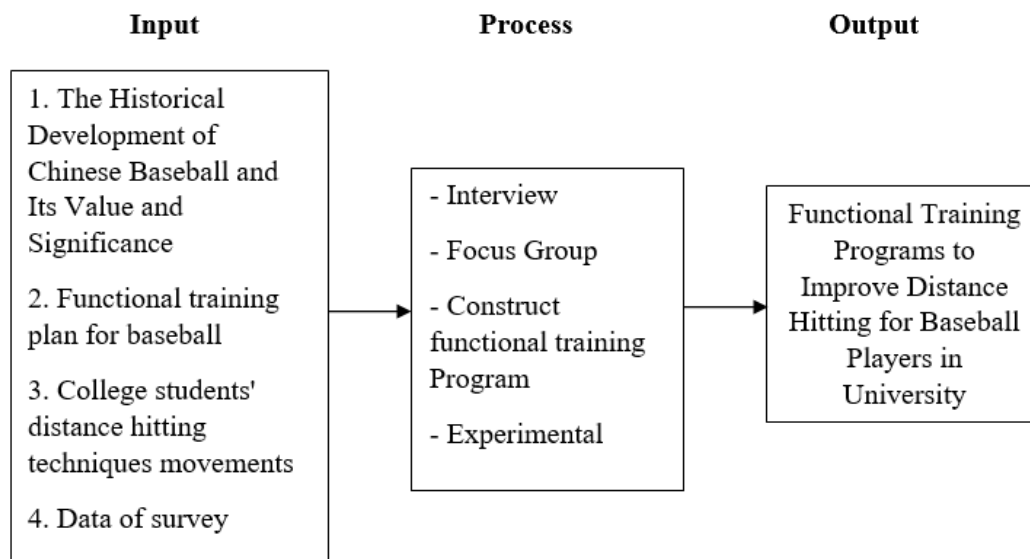 Input
Process
Output
1. The Historical
Development of
Chinese Baseball and
Its Value and
Significance
2. Functional training
plan for baseball
3. College students'
distance hitting
techniques movements
4. Data of survey
- Interview
- Focus Group
- Construct
functional training
Program
- Experimental
Functional Training
Programs to
Improve Distance
Hitting for Baseball
Players in
University